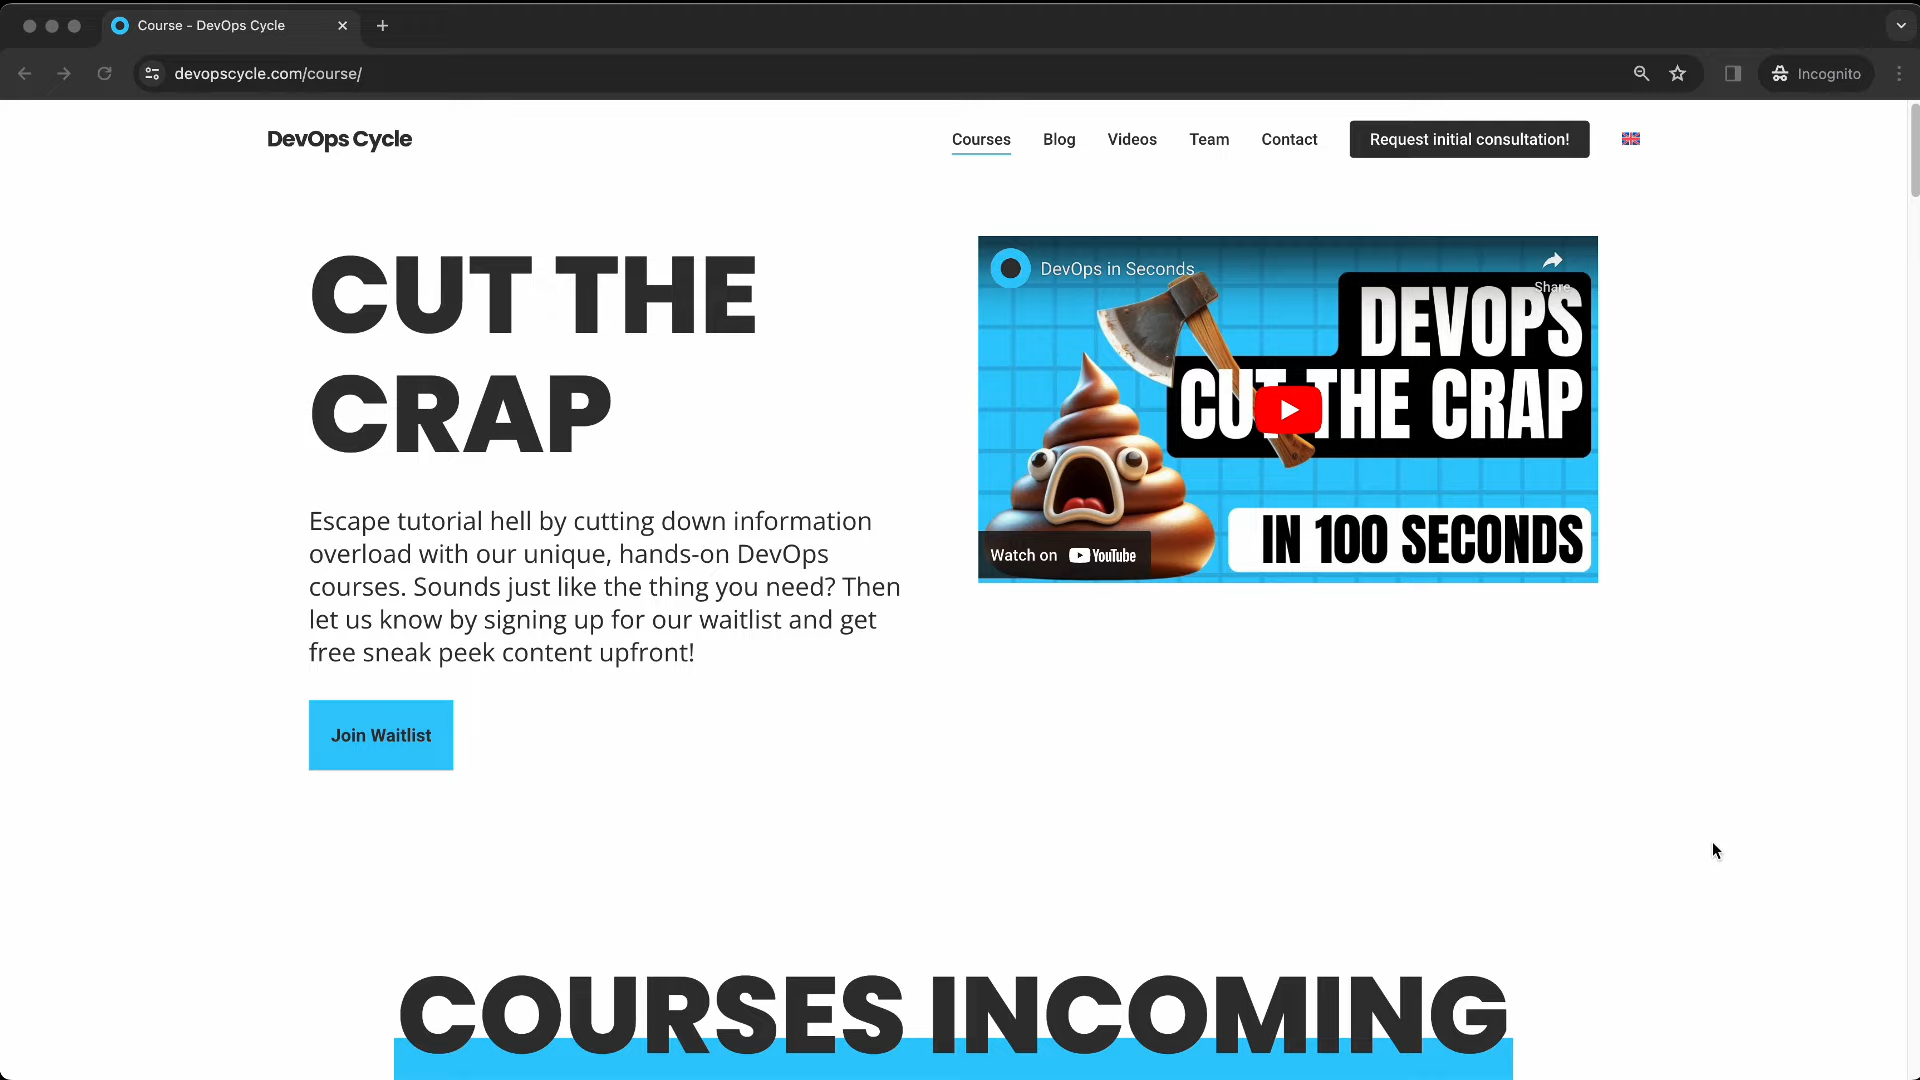 Course - DevOps Cycle
devopscycle.com/course/
Incognito
DevOps Cycle
Courses
Blog
Videos
Team
Contact
Request initial consultation!
CUT THE
CRAP
Escape tutorial hell by cutting down information
overload with our unique, hands-on DevOps
courses. Sounds just like the thing you need? Then
let us know by signing up for our waitlist and get
free sneak peek content upfront!
Join Waitlist
DevOps in Seconds
Share
DEVOPS
CUT THE CRAP
IN 100 SECONDS
Watch on YouTube
COURSES INCOMING